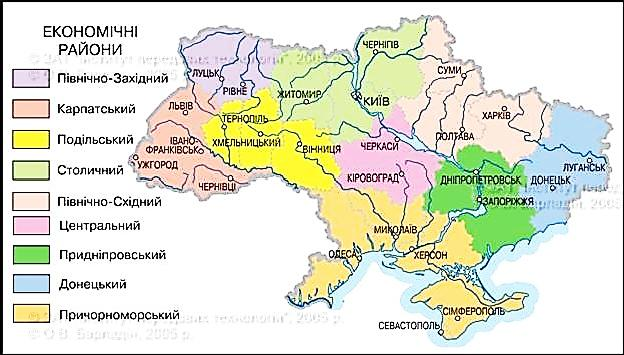 ЕКОНОМІЧНІ
РАЙОНИ
Північно-Західний
Карпатський
Подільський
Столичний
Північно-Східний
Центральний
Придніпровський
Донецький
Причорноморський
ЧЕРНІГІВ
ЛУЦЬК
РІВНЕ
СУМИ
ЖИТОМИР
КИЇВ
ЛЬВІВ
ХАРКІВ
ТЕРНОПІЛЬ
ПОЛТАВА
ІВАНО-
ФРАНКІВСЬК
ХМЕЛЬНИЦЬКИЙ
ВІННИЦЯ
ЧЕРКАСИ
УЖГОРОД
ЛУГАНСЬК
КІРОВОГРАД
ДНІПРОПЕТРОВСЬК
ДОНЕЦЬК
ЧЕРНІВЦІ
ЗАПОРІЖЖЯ
МИКОЛАЇВ
ОДЕСА
ХЕРСОН
СІМФЕРОПОЛЬ
СЕВАСТОПОЛЬ